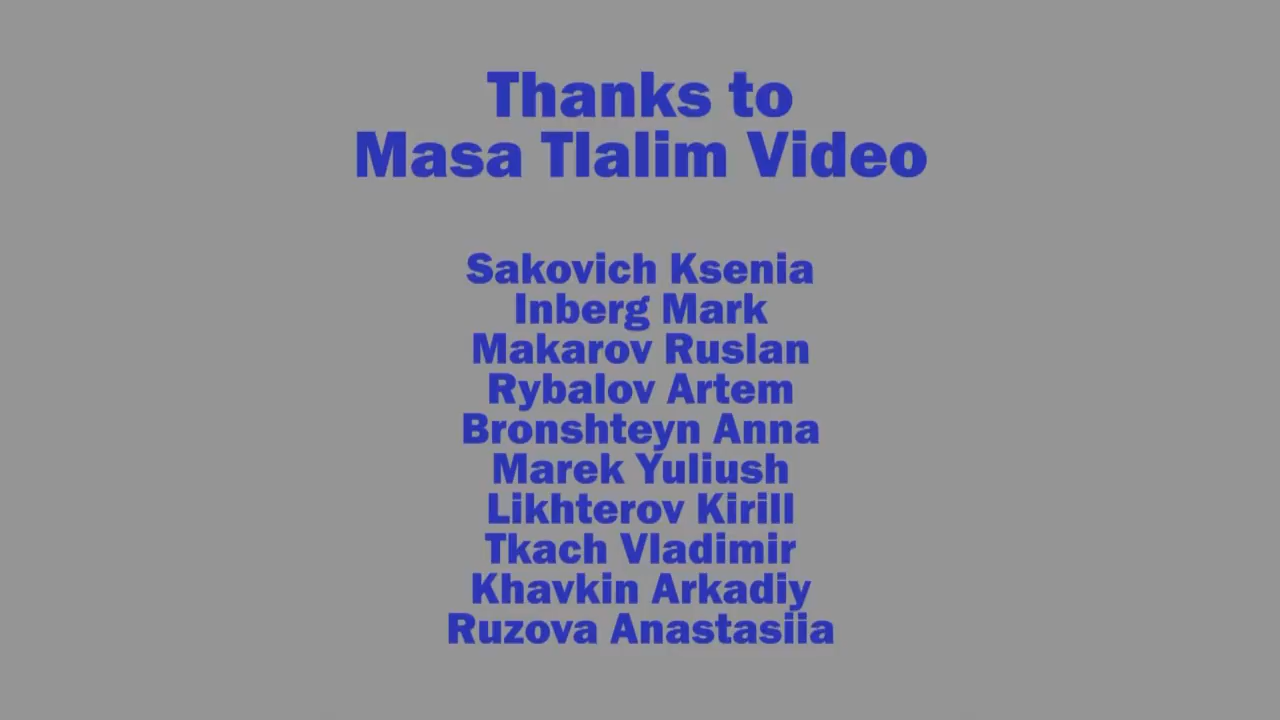 Thanks to
Masa Tlalim Video
Sakovich Ksenia
Inberg Mark
Makarov Ruslan
Rybalov Artem
Bronshteyn Anna
Marek Yuliush
Likhterov Kirill
Tkach Vladimir
Khavkin Arkadiy
Ruzova Anastasiia